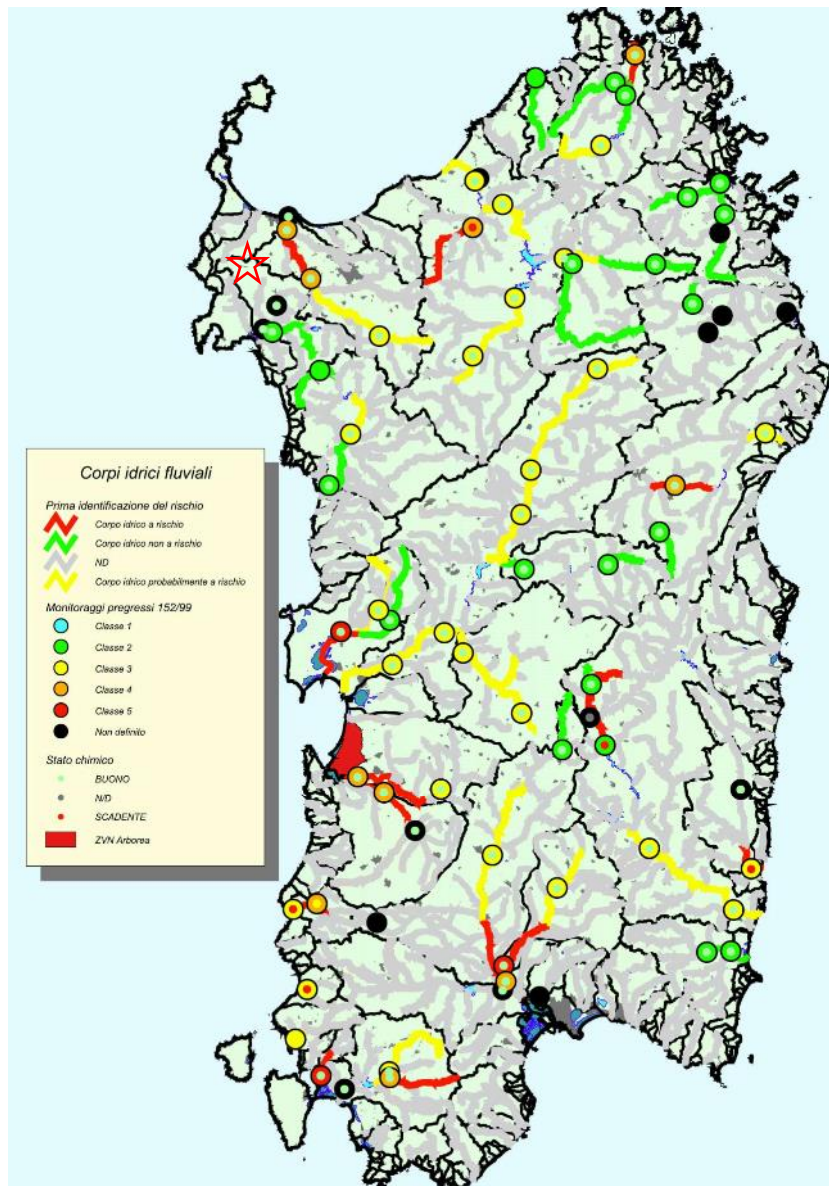 Corpi idrici fluviali
Prima identificazione del rischio
Corpo idrico a rischio
Corpo idrico non a rischio
ND
Corpo idrico probabilmente a rischio
Monitoraggi pregressi 152/99
Classe 1
Classe 2
Classe 3
Classe 4
Classe 5
Non definito
Stato chimico
BUONO
N/D
SCADENTE
ZVN Arborea